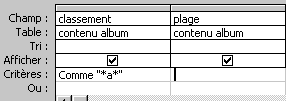 Champ : classement plage
Table : contenu album contenu album
Tri :
Afficher :
Critères : Comme "*a*"
Ou :